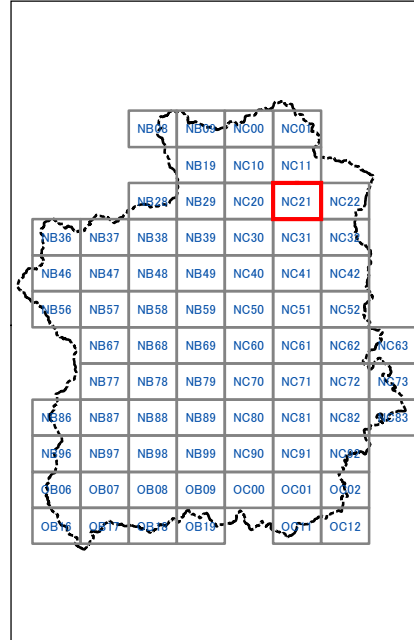 NB08 NB09 NC00 NC01
NB19 NC10 NC11
NB28 NB29 NC20 NC21 NC22
NB36 NB37 NB38 NB39 NC30 NC31 NC32
NB46 NB47 NB48 NB49 NC40 NC41 NC42
NB56 NB57 NB58 NB59 NC50 NC51 NC52
NB67 NB68 NB69 NC60 NC61 NC62 NC63
NB77 NB78 NB79 NC70 NC71 NC72 NC73
NB86 NB87 NB88 NB89 NC80 NC81 NC82 NC83
NB96 NB97 NB98 NB99 NC90 NC91 NC92
OB06 OB07 OB08 OB09 OC00 OC01 OC02
OB16 OB17 OB18 OB19 OC11 OC12